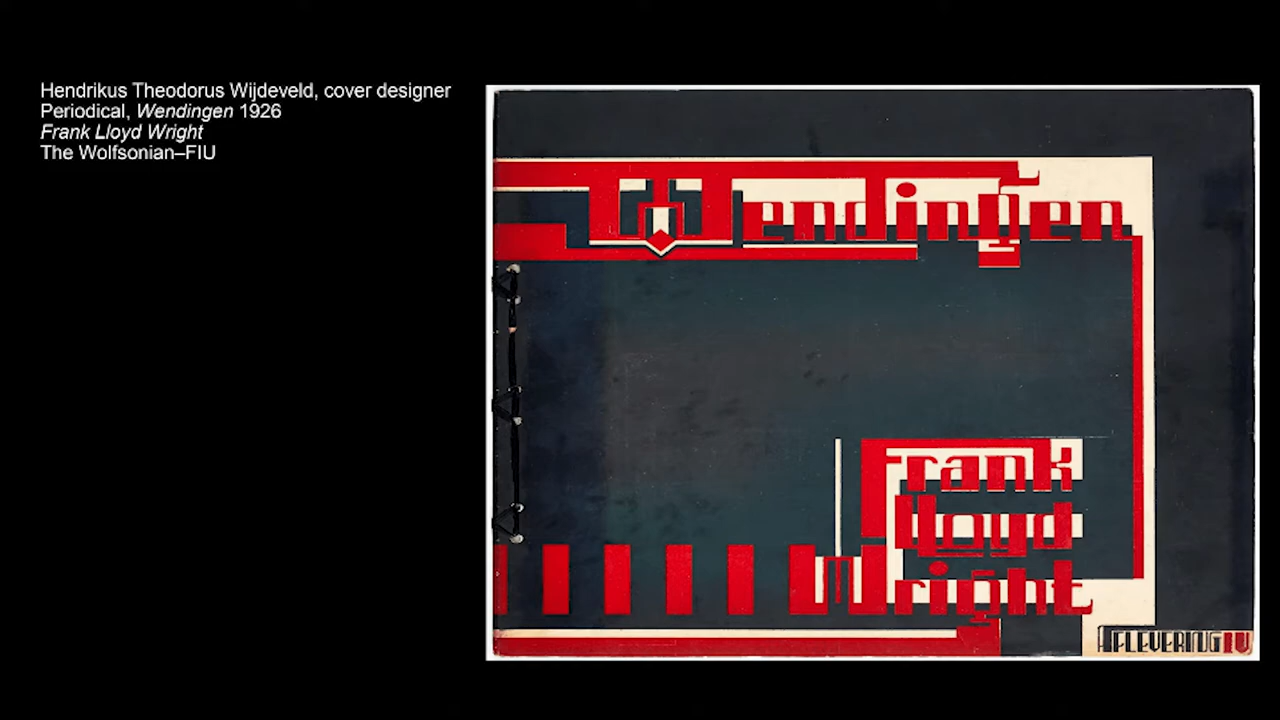 Hendrikus Theodorus Wijdeveld, cover designer
Periodical, Wendingen 1926
Frank Lloyd Wright
The Wolfsonian–FIU
Wendingen
Frank
Lloyd
Wright
AFLEVERING IV